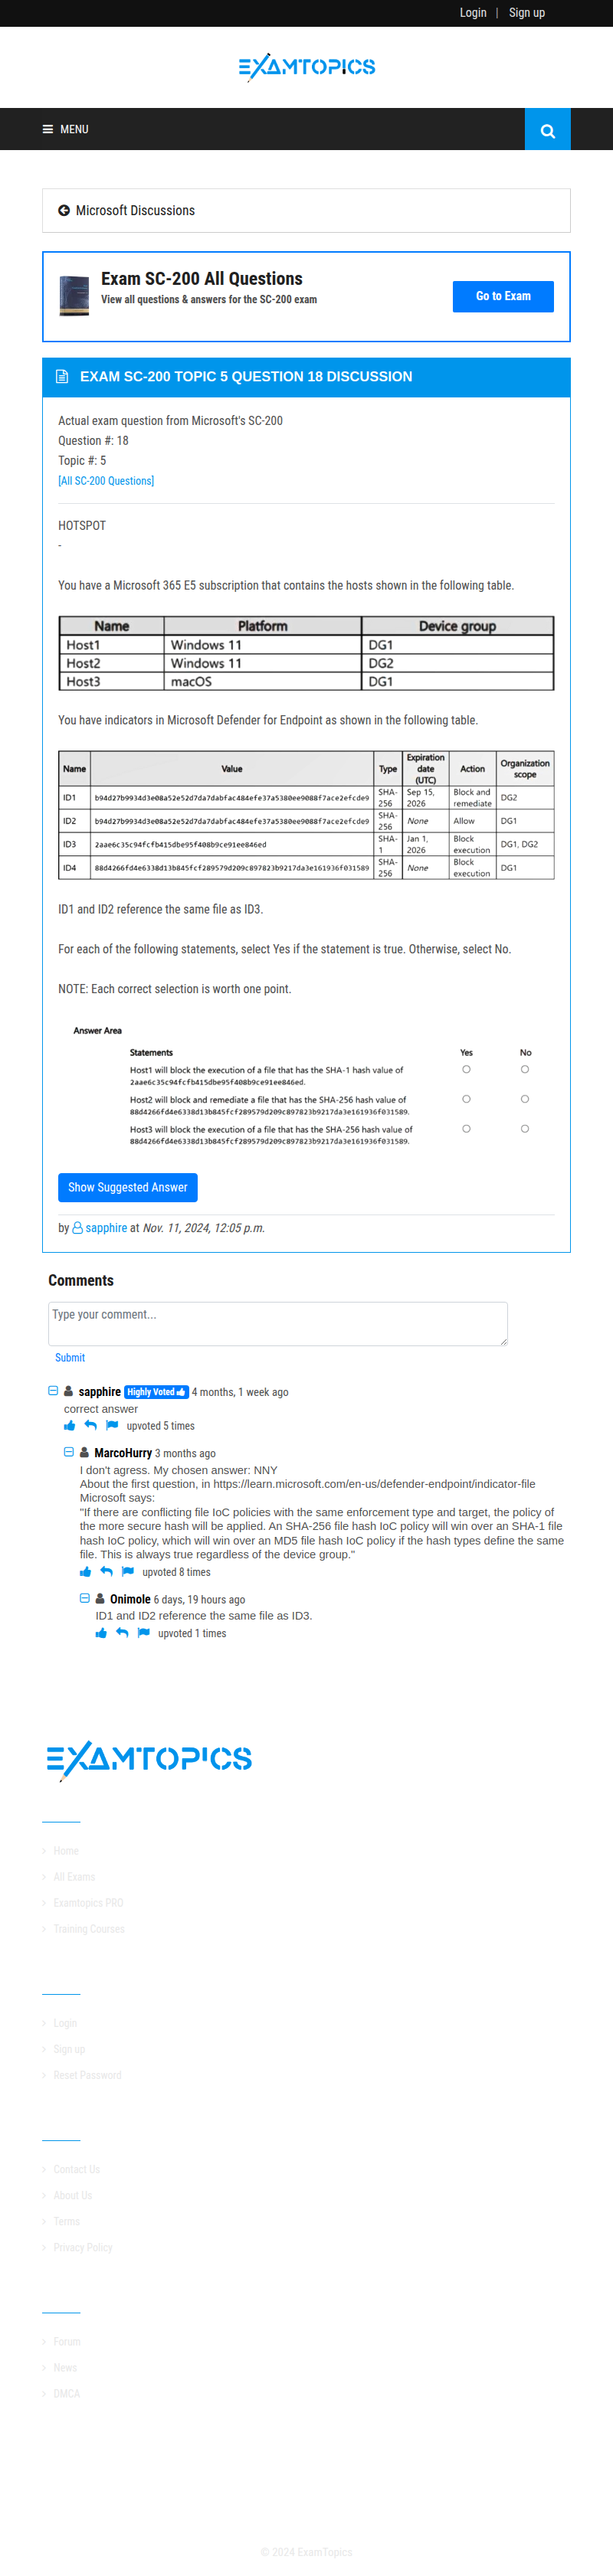 Login | Sign up
EXAMTOPICS
MENU
Microsoft Discussions
Exam SC-200 All Questions
View all questions & answers for the SC-200 exam
Go to Exam
EXAM SC-200 TOPIC 5 QUESTION 18 DISCUSSION
Actual exam question from Microsoft's SC-200
Question #: 18
Topic #: 5
[All SC-200 Questions]
HOTSPOT
-
You have a Microsoft 365 E5 subscription that contains the hosts shown in the following table.
Name Platform Device group
Host1 Windows 11 DG1
Host2 Windows 11 DG2
Host3 macOS DG1
You have indicators in Microsoft Defender for Endpoint as shown in the following table.
Name Value Type Expiration date (UTC) Action Organization scope
ID1 b94d27b9934d3e08a52e52d7da7dabfac484efe37a5380ee9088f7ace2efcde9 SHA-256 Sep 15, 2026 Block and remediate DG2
ID2 b94d27b9934d3e08a52e52d7da7dabfac484efe37a5380ee9088f7ace2efcde9 SHA-256 None Allow DG1
ID3 2aae6c35c94fcfb415dbe95f408b9ce91ee846ed SHA-1 Jan 1, 2026 Block execution DG1, DG2
ID4 88d4266fd4e6338d13b845fcf289579d209c897823b9217da3e161936f031589 SHA-256 None Block execution DG1
ID1 and ID2 reference the same file as ID3.
For each of the following statements, select Yes if the statement is true. Otherwise, select No.
NOTE: Each correct selection is worth one point.
Answer Area
Statements Yes No
Host1 will block the execution of a file that has the SHA-1 hash value of
2aae6c35c94fcfb415dbe95f408b9ce91ee846ed.
Host2 will block and remediate a file that has the SHA-256 hash value of
88d4266fd4e6338d13b845fcf289579d209c897823b9217da3e161936f031589.
Host3 will block the execution of a file that has the SHA-256 hash value of
88d4266fd4e6338d13b845fcf289579d209c897823b9217da3e161936f031589.
Show Suggested Answer
by sapphire at Nov. 11, 2024, 12:05 p.m.
Comments
Type your comment...
Submit
sapphire Highly Voted 4 months, 1 week ago
correct answer
upvoted 5 times
MarcoHurry 3 months ago
I don't agress. My chosen answer: NNY
About the first question, in https://learn.microsoft.com/en-us/defender-endpoint/indicator-file
Microsoft says:
"If there are conflicting file IoC policies with the same enforcement type and target, the policy of
the more secure hash will be applied. An SHA-256 file hash IoC policy will win over an SHA-1 file
hash IoC policy, which will win over an MD5 file hash IoC policy if the hash types define the same
file. This is always true regardless of the device group."
upvoted 8 times
Onimole 6 days, 19 hours ago
ID1 and ID2 reference the same file as ID3.
upvoted 1 times
EXAMTOPICS
Home
All Exams
Examtopics PRO
Training Courses
Login
Sign up
Reset Password
Contact Us
About Us
Terms
Privacy Policy
Forum
News
DMCA
© 2024 ExamTopics